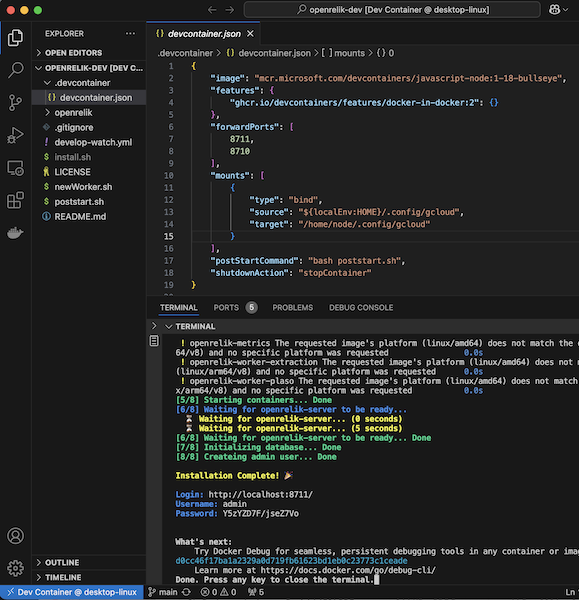 openrelik-dev [Dev Container @ desktop-linux]
EXPLORER
OPEN EDITORS
OPENRELIK-DEV [DEV C...
.devcontainer
{} devcontainer.json
openrelik
.gitignore
! develop-watch.yml
$ install.sh
LICENSE
$ newWorker.sh
$ poststart.sh
README.md
OUTLINE
TIMELINE
{} devcontainer.json
.devcontainer > {} devcontainer.json > [ ] mounts > {} 0
1 {
2 "image": "mcr.microsoft.com/devcontainers/javascript-node:1-18-bullseye",
3 "features": {
4 "ghcr.io/devcontainers/features/docker-in-docker:2": {}
5 },
6 "forwardPorts": [
7 8711,
8 8710
9 ],
10 "mounts": [
11 {
12 "type": "bind",
13 "source": "${localEnv:HOME}/.config/gcloud",
14 "target": "/home/node/.config/gcloud"
15 }
16 ],
17 "postStartCommand": "bash poststart.sh",
18 "shutdownAction": "stopContainer"
19 }
TERMINAL PORTS 5 PROBLEMS DEBUG CONSOLE
TERMINAL
! openrelik-metrics The requested image's platform (linux/amd64) does not match the
64/v8) and no specific platform was requested 0.0s
! openrelik-worker-extraction The requested image's platform (linux/amd64) does not
(linux/arm64/v8) and no specific platform was requested 0.0s
! openrelik-worker-plaso The requested image's platform (linux/amd64) does not match
x/arm64/v8) and no specific platform was requested 0.0s
[5/8] Starting containers... Done
[6/8] Waiting for openrelik-server to be ready...
⏳ Waiting for openrelik-server... (0 seconds)
⏳ Waiting for openrelik-server... (5 seconds)
[6/8] Waiting for openrelik-server to be ready... Done
[7/8] Initializing database... Done
[8/8] Createing admin user... Done
Installation Complete! 🎉
Login: http://localhost:8711/
Username: admin
Password: Y5zYZD7F/jseZ7Vo
What's next:
Try Docker Debug for seamless, persistent debugging tools in any container or
d0cc46f17ba1a2329a0d719fb61623bd1eb0c23773c1ceade
Learn more at https://docs.docker.com/go/debug-cli/
Done. Press any key to close the terminal.
Dev Container @ desktop-linux main 0 0 5 Ln